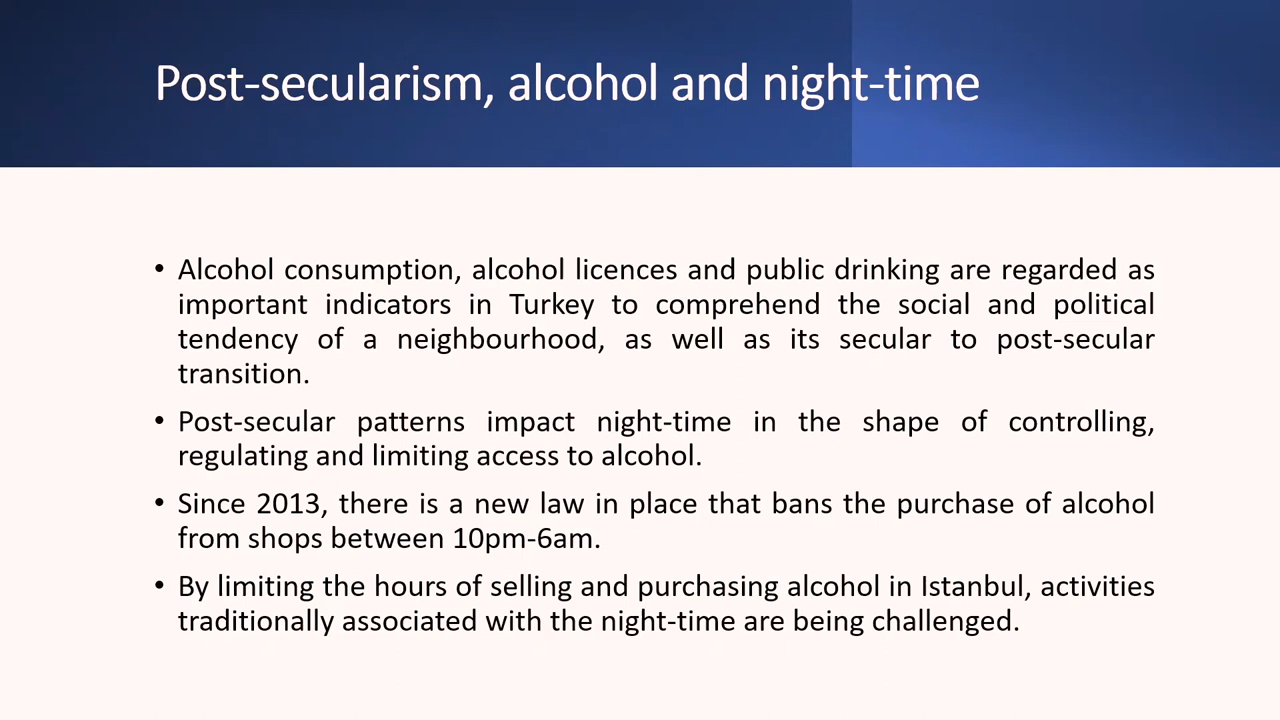 Post-secularism, alcohol and night-time
• Alcohol consumption, alcohol licences and public drinking are regarded as
important indicators in Turkey to comprehend the social and political
tendency of a neighbourhood, as well as its secular to post-secular
transition.
• Post-secular patterns impact night-time in the shape of controlling,
regulating and limiting access to alcohol.
• Since 2013, there is a new law in place that bans the purchase of alcohol
from shops between 10pm-6am.
• By limiting the hours of selling and purchasing alcohol in Istanbul, activities
traditionally associated with the night-time are being challenged.